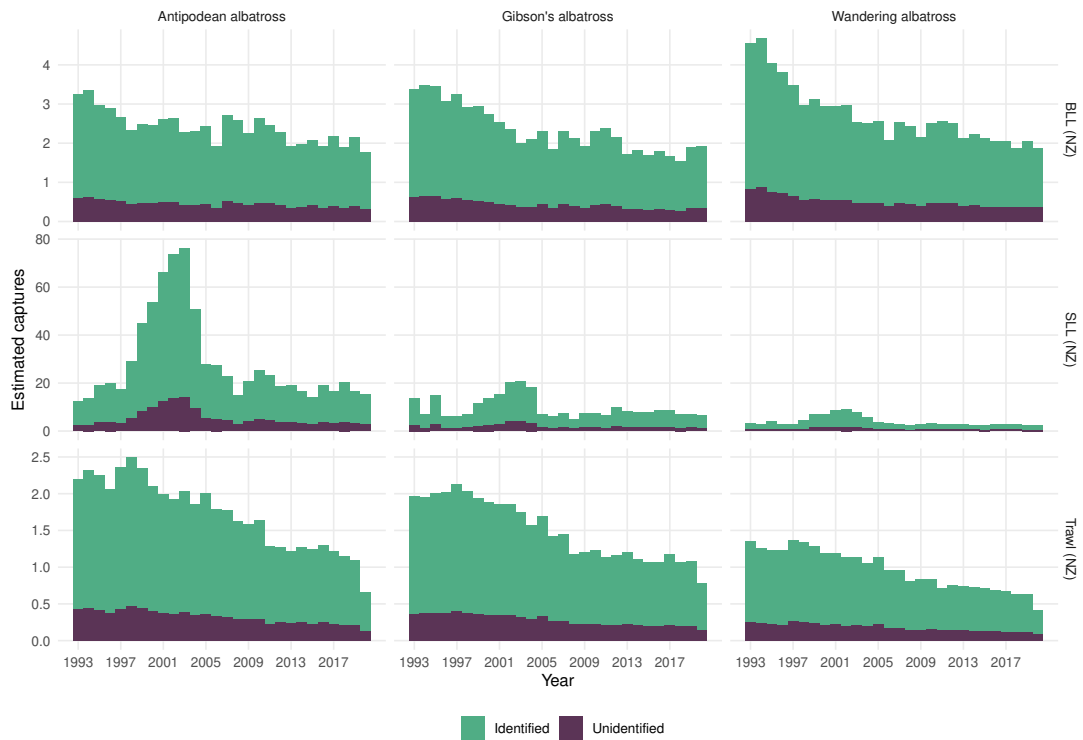 Antipodean albatross Gibson's albatross Wandering albatross
4
3
2
1
0
BLL (NZ)
80
60
40
20
0
SLL (NZ)
2.5
2.0
1.5
1.0
0.5
0.0
Trawl (NZ)
Estimated captures
1993 1997 2001 2005 2009 2013 2017 1993 1997 2001 2005 2009 2013 2017 1993 1997 2001 2005 2009 2013 2017
Year
Identified Unidentified